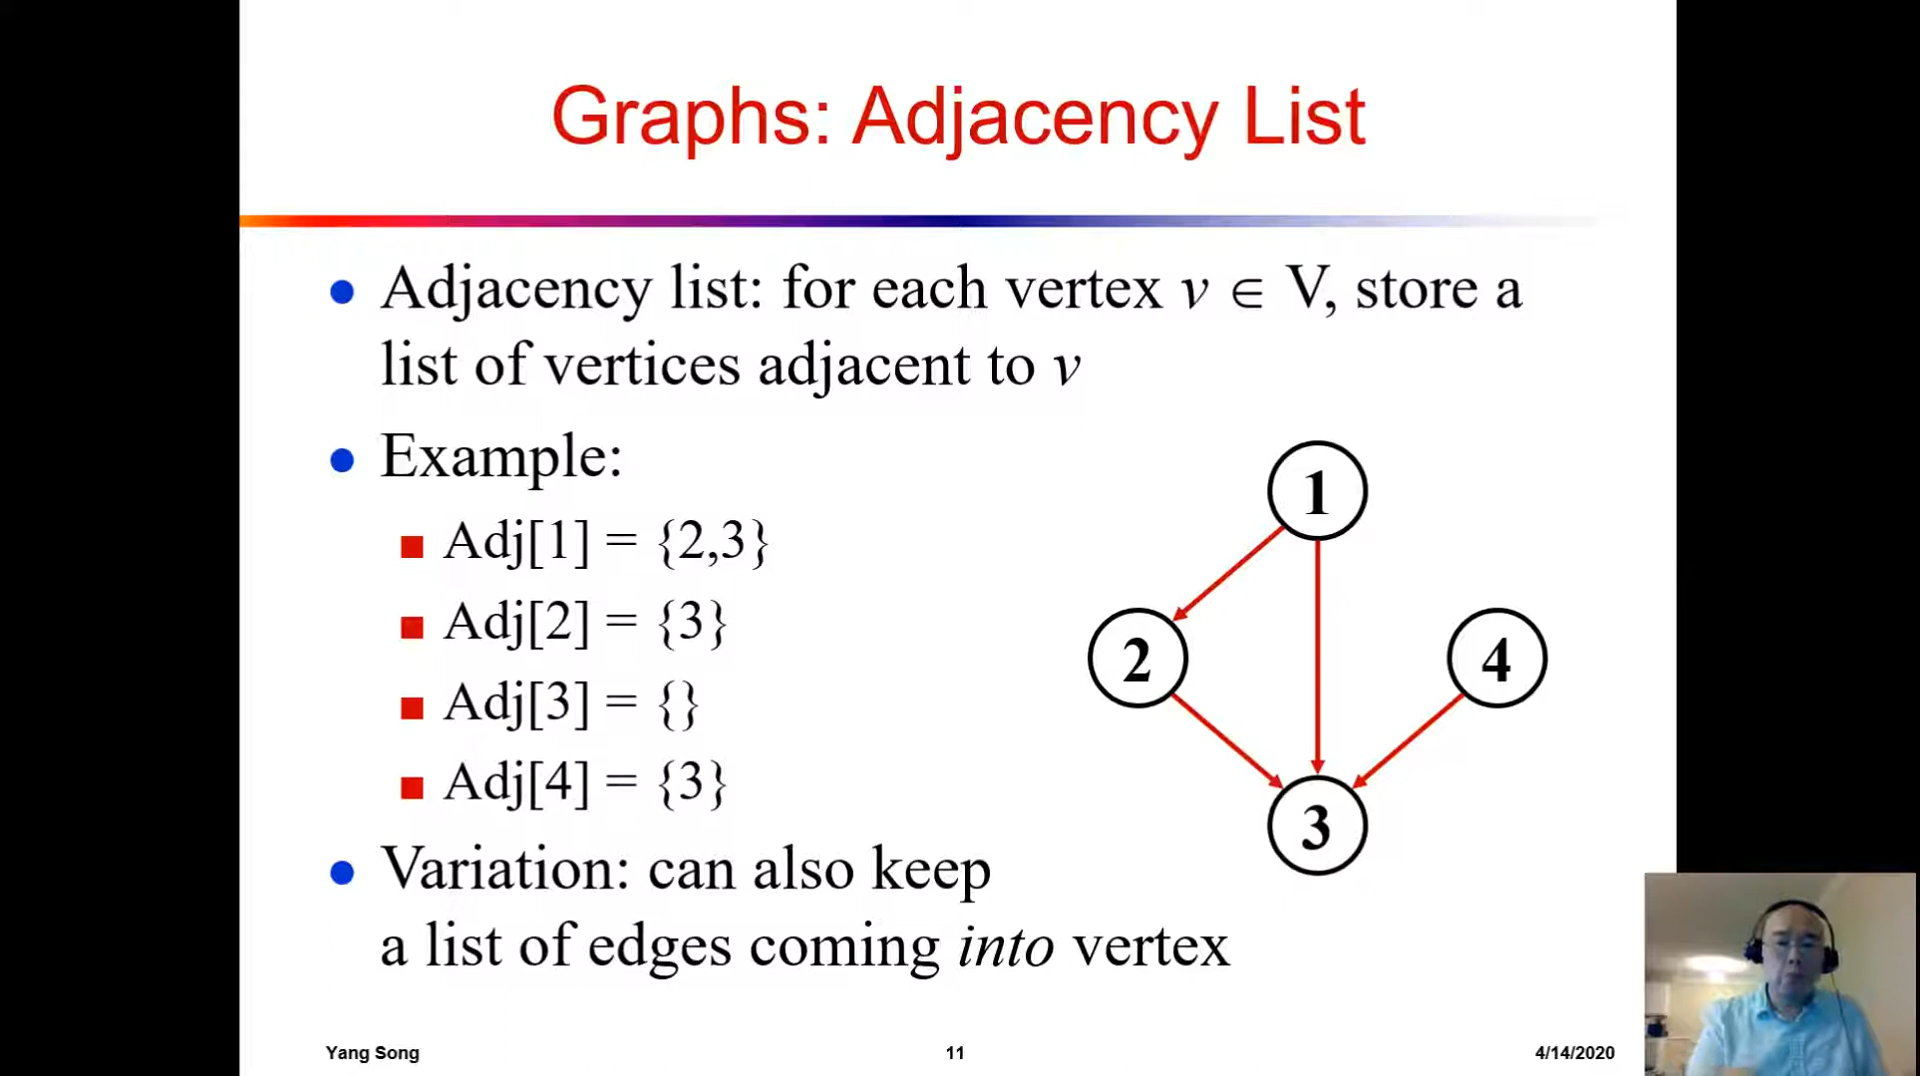 Graphs: Adjacency List
Adjacency list: for each vertex v ∈ V, store a
list of vertices adjacent to v
Example:
Adj[1] = {2,3}
Adj[2] = {3}
Adj[3] = {}
Adj[4] = {3}
Variation: can also keep
a list of edges coming into vertex
1
2
4
3
Yang Song
11
4/14/2020